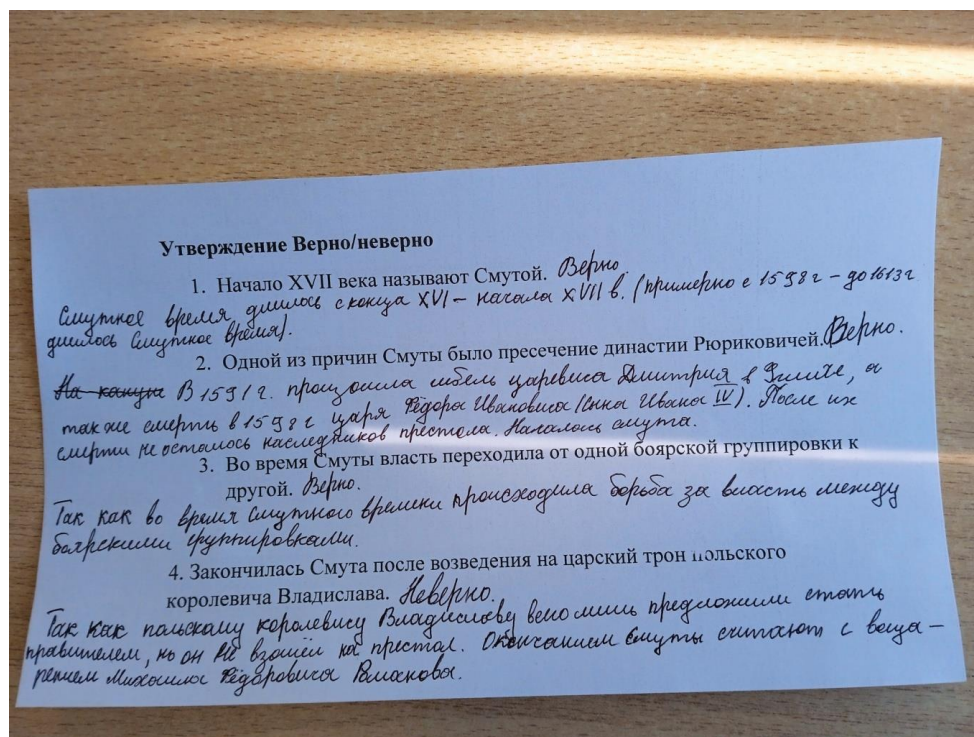 Утверждение Верно/неверно
1. Начало XVII века называют Смутой. Верно.
Смутное время длилось с конца XVI – начала XVII в. (примерно с 1598 г – до 1613 г
длилось Смутное время).
2. Одной из причин Смуты было пресечение династии Рюриковичей. Верно.
На кануне В 1591 г. произошла гибель царевича Дмитрия в Угличе, а
также смерть в 1598 г царя Фёдора Ивановича (сына Ивана IV). После их
смерти не осталось наследников престола. Началась смута.
3. Во время Смуты власть переходила от одной боярской группировки к
другой. Верно.
Так как во время смутного времени происходила борьба за власть между
боярскими группировками.
4. Закончилась Смута после возведения на царский трон польского
королевича Владислава. Неверно.
Так как польскому королевичу Владиславу лишь предложили стать
правителем, но он не взошёл на престол. Окончанием Смуты считают с воца-
рением Михаила Фёдоровича Романова.